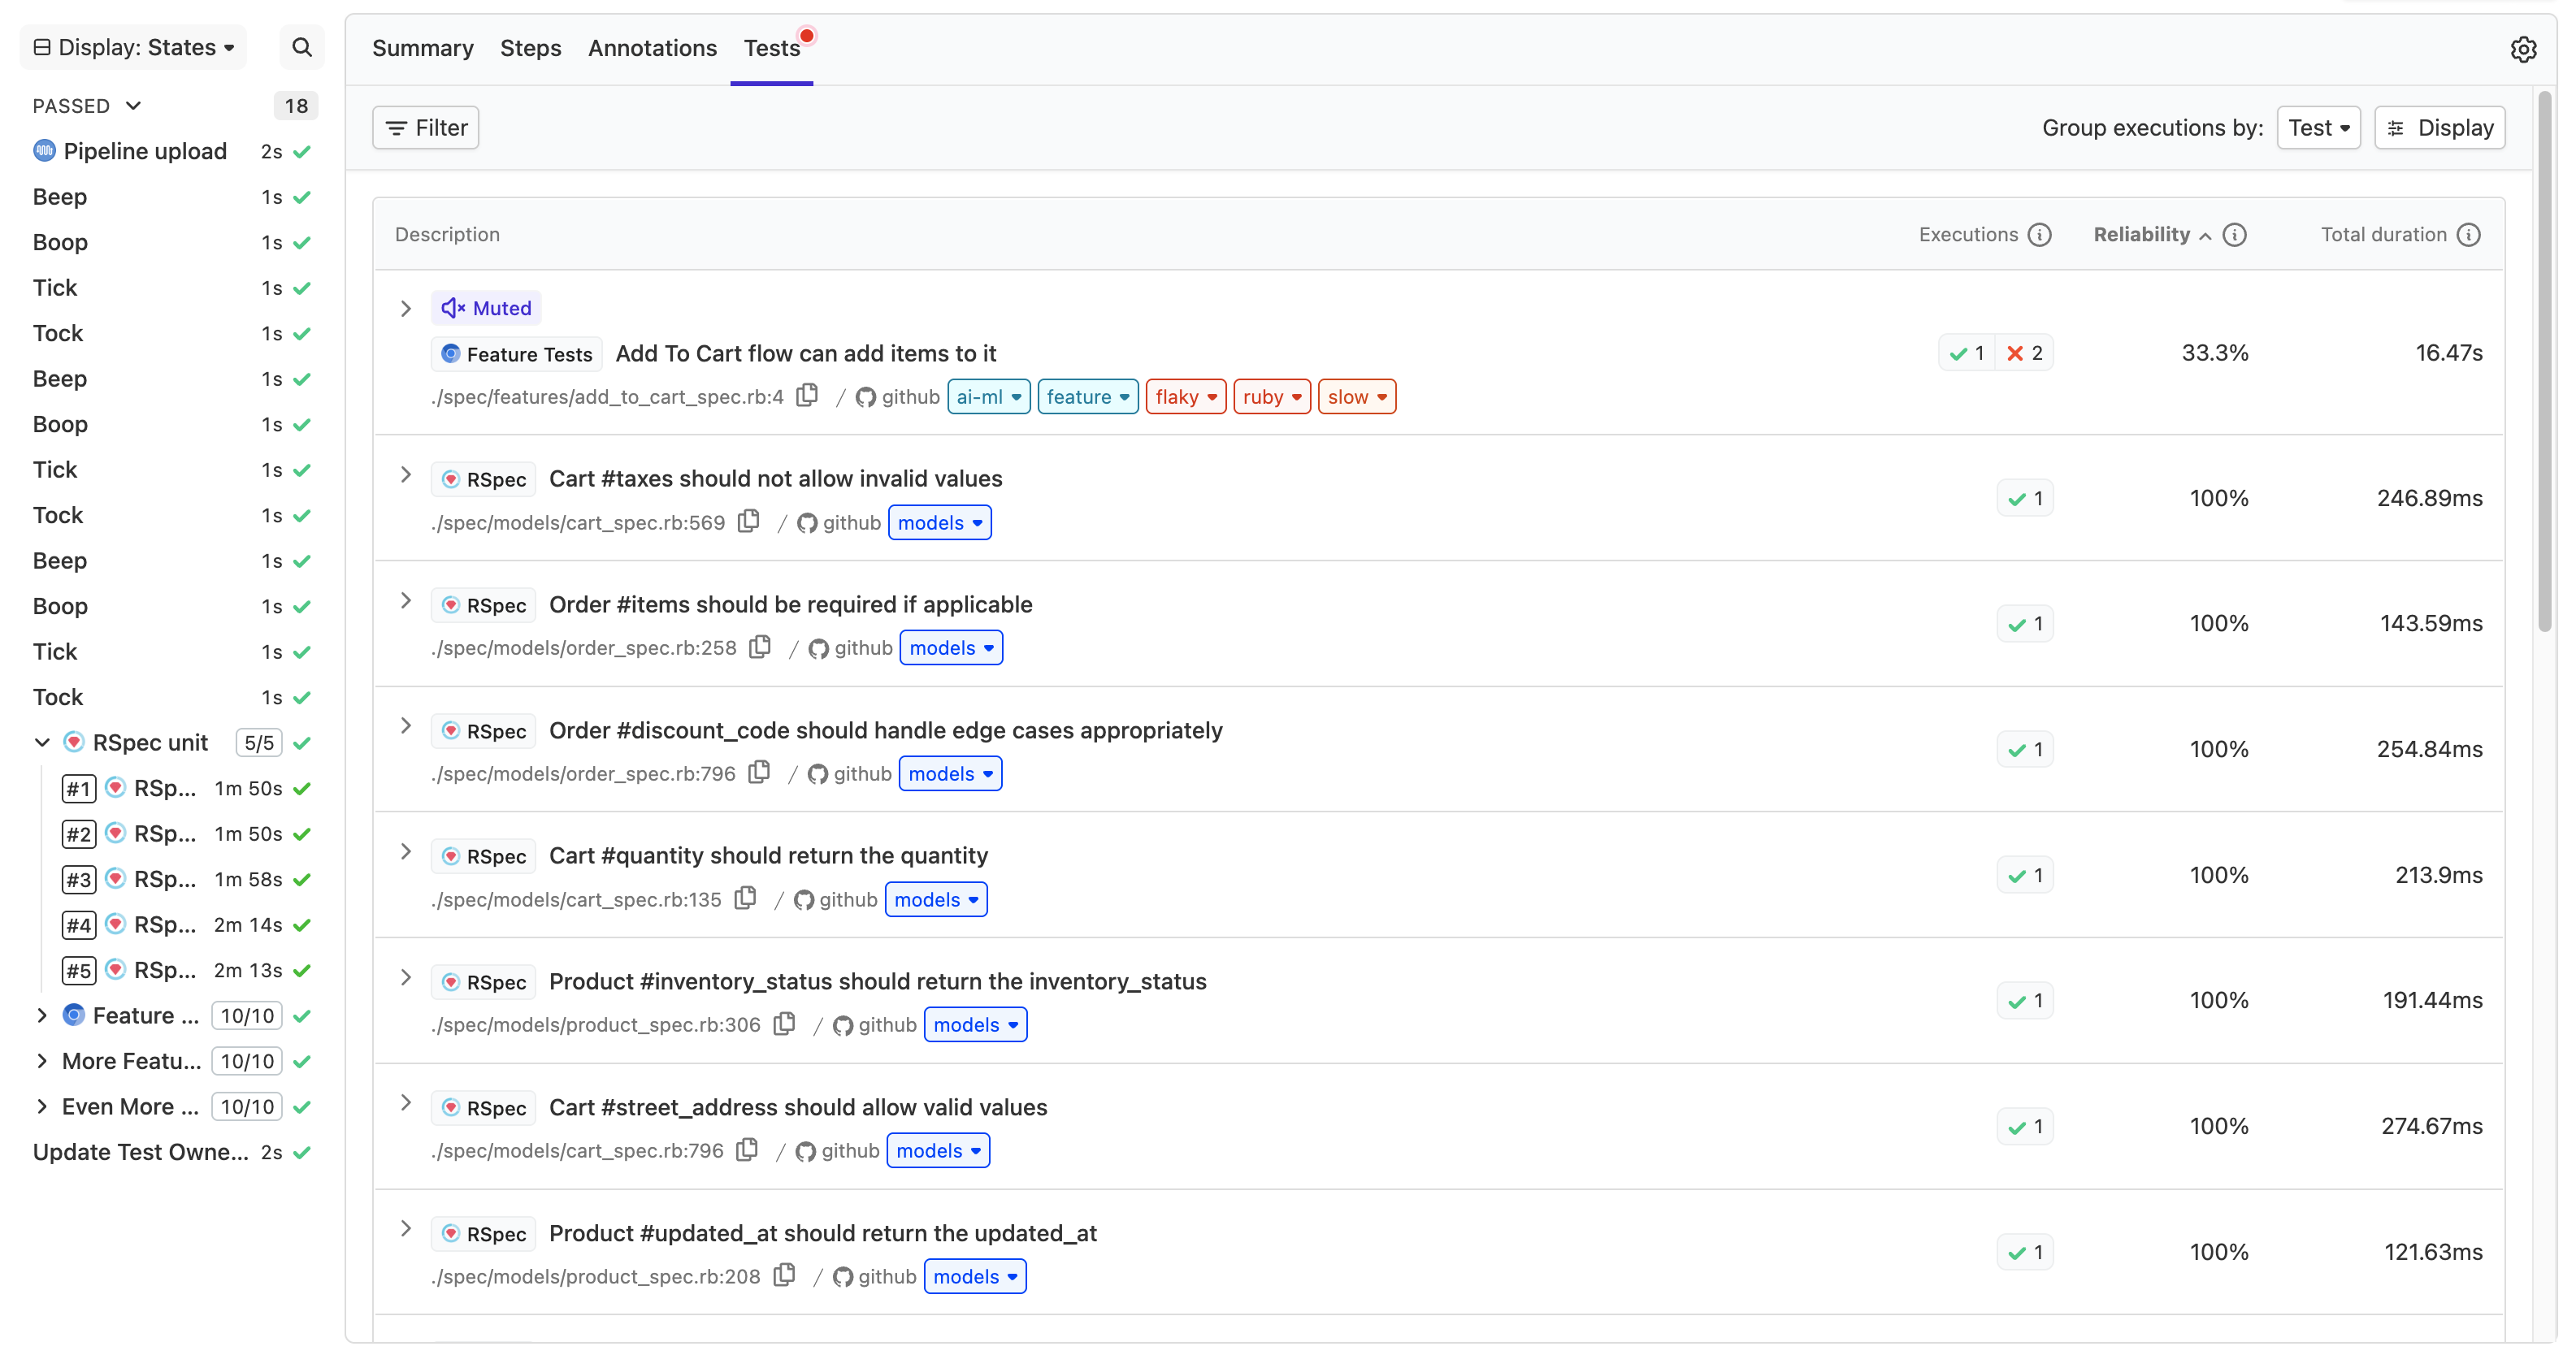 Display: States
PASSED 18
Pipeline upload 2s
Beep 1s
Boop 1s
Tick 1s
Tock 1s
Beep 1s
Boop 1s
Tick 1s
Tock 1s
Beep 1s
Boop 1s
Tick 1s
Tock 1s
RSpec unit 5/5
#1 RSp... 1m 50s
#2 RSp... 1m 50s
#3 RSp... 1m 58s
#4 RSp... 2m 14s
#5 RSp... 2m 13s
Feature ... 10/10
More Featu... 10/10
Even More ... 10/10
Update Test Owne... 2s
Summary Steps Annotations Tests
Filter Group executions by: Test Display
Description Executions Reliability Total duration
Muted
Feature Tests Add To Cart flow can add items to it 1 2 33.3% 16.47s
./spec/features/add_to_cart_spec.rb:4 / github ai-ml feature flaky ruby slow
RSpec Cart #taxes should not allow invalid values 1 100% 246.89ms
./spec/models/cart_spec.rb:569 / github models
RSpec Order #items should be required if applicable 1 100% 143.59ms
./spec/models/order_spec.rb:258 / github models
RSpec Order #discount_code should handle edge cases appropriately 1 100% 254.84ms
./spec/models/order_spec.rb:796 / github models
RSpec Cart #quantity should return the quantity 1 100% 213.9ms
./spec/models/cart_spec.rb:135 / github models
RSpec Product #inventory_status should return the inventory_status 1 100% 191.44ms
./spec/models/product_spec.rb:306 / github models
RSpec Cart #street_address should allow valid values 1 100% 274.67ms
./spec/models/cart_spec.rb:796 / github models
RSpec Product #updated_at should return the updated_at 1 100% 121.63ms
./spec/models/product_spec.rb:208 / github models